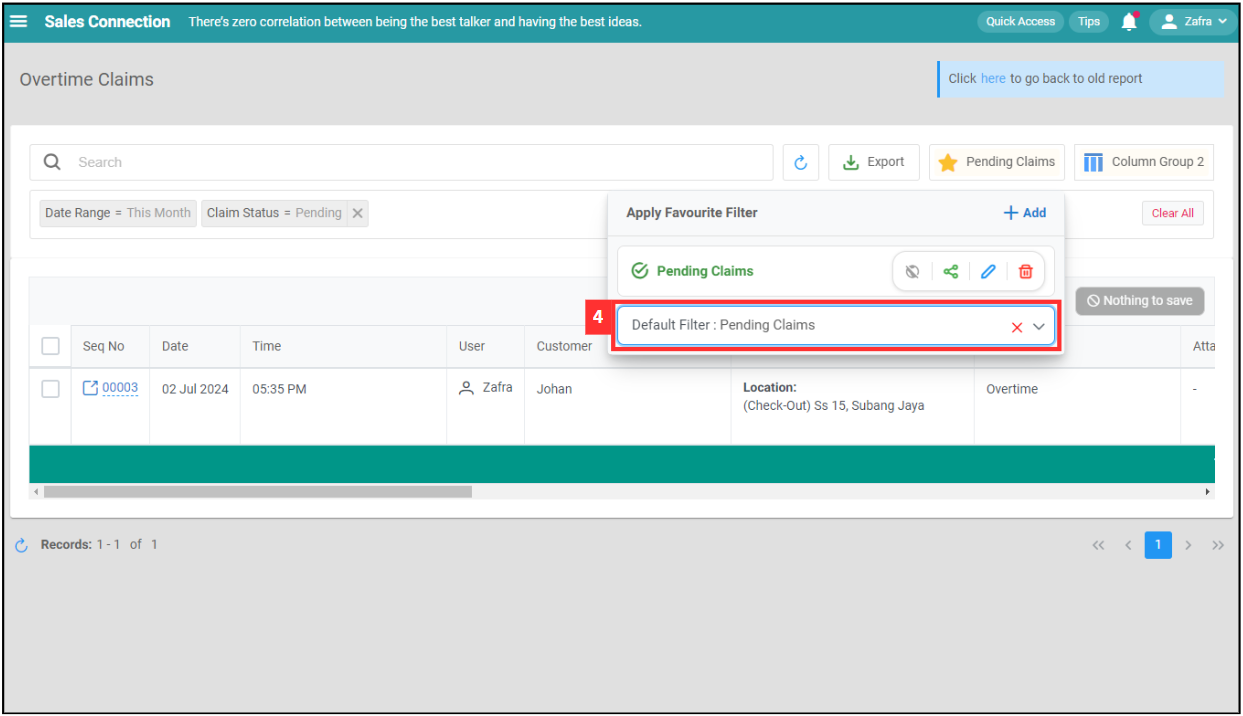 Sales Connection There's zero correlation between being the best talker and having the best ideas. Quick Access Tips Zafra
Overtime Claims
Click here to go back to old report
Search Export Pending Claims Column Group 2
Date Range = This Month Claim Status = Pending Clear All
Apply Favourite Filter Add
Pending Claims
Nothing to save
4 Default Filter : Pending Claims
Seq No Date Time User Customer Atta
00003 02 Jul 2024 05:35 PM Zafra Johan Location: Overtime -
(Check-Out) Ss 15, Subang Jaya
Records: 1 - 1 of 1 << < 1 > >>